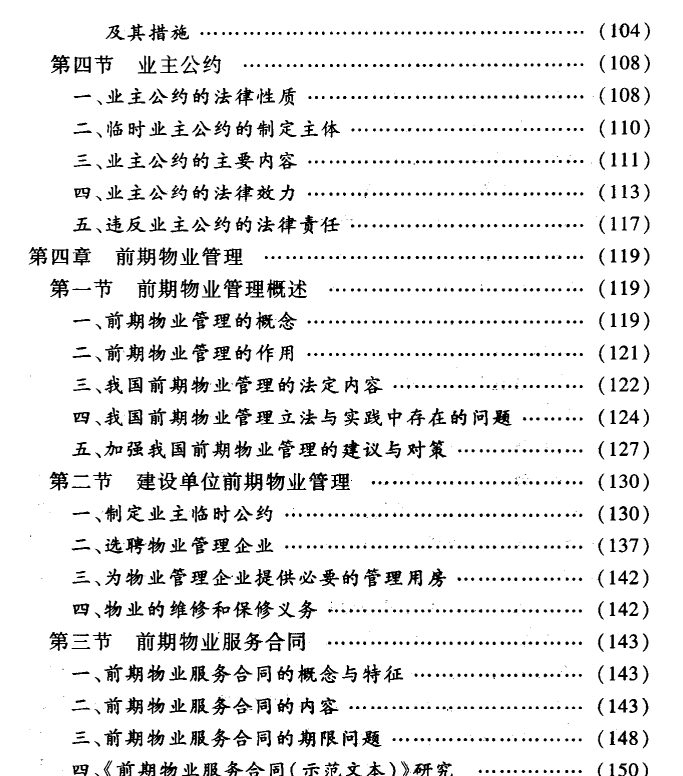 及其措施 ………………………………………… (104)
第四节 业主公约 ………………………………………… (108)
一、业主公约的法律性质 ………………………………………… (108)
二、临时业主公约的制定主体 ………………………………………… (110)
三、业主公约的主要内容 ………………………………………… (111)
四、业主公约的法律效力 ………………………………………… (113)
五、违反业主公约的法律责任 ………………………………………… (117)
第四章 前期物业管理 ………………………………………… (119)
第一节 前期物业管理概述 ………………………………………… (119)
一、前期物业管理的概念 ………………………………………… (119)
二、前期物业管理的作用 ………………………………………… (121)
三、我国前期物业管理的法定内容 ………………………………………… (122)
四、我国前期物业管理立法与实践中存在的问题 ……… (124)
五、加强我国前期物业管理的建议与对策 ……………… (127)
第二节 建设单位前期物业管理 ………………………… (130)
一、制定业主临时公约 ………………………………………… (130)
二、选聘物业管理企业 ………………………………………… (137)
三、为物业管理企业提供必要的管理用房 ……………… (142)
四、物业的维修和保修义务 ………………………………… (142)
第三节 前期物业服务合同 ………………………………… (143)
一、前期物业服务合同的概念与特征 …………………… (143)
二、前期物业服务合同的内容 ……………………………… (143)
三、前期物业服务合同的期限问题 ……………………… (148)
四、《前期物业服务合同(示范文本)》研究 …………… (150)